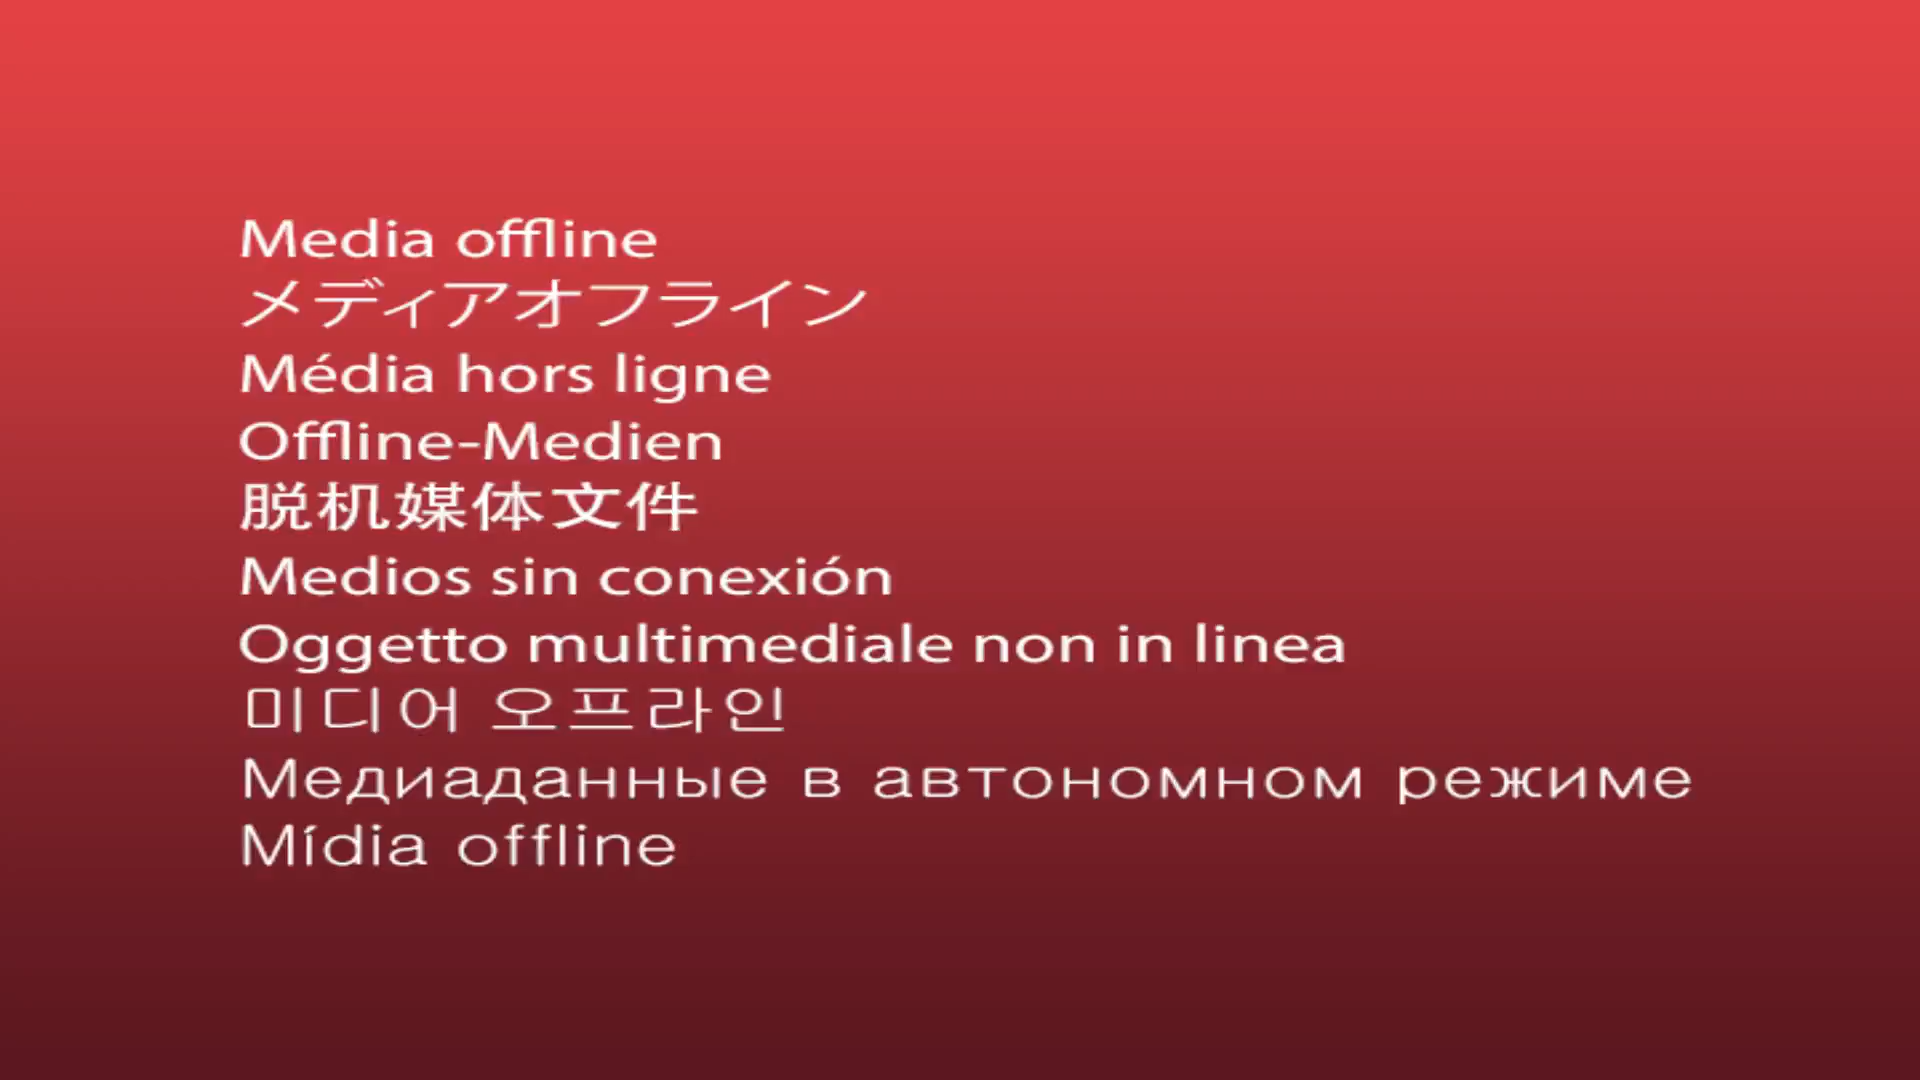 Media offline
メディアオフライン
Média hors ligne
Offline-Medien
脱机媒体文件
Medios sin conexión
Oggetto multimediale non in linea
미디어 오프라인
Медиаданные в автономном режиме
Mídia offline